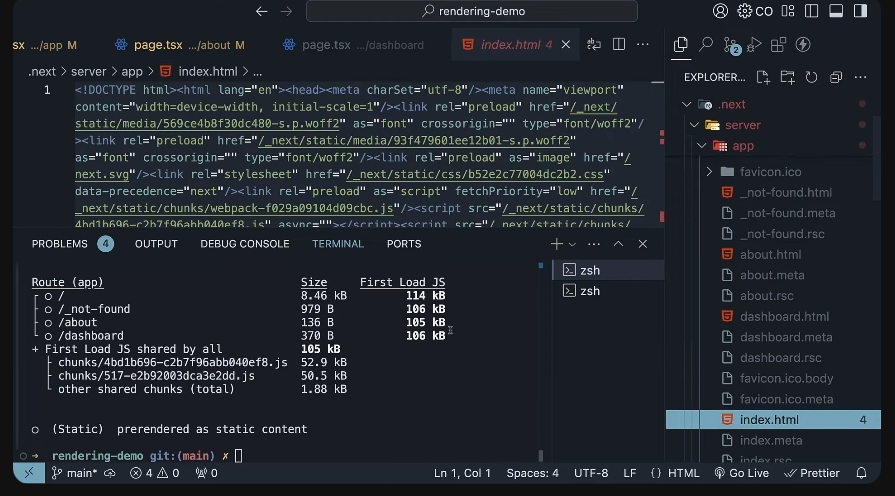 rendering-demo
CO
sx .../app M
page.tsx .../about M
page.tsx .../dashboard
index.html 4
2
.next > server > app > index.html > ...
EXPLORER...
1
<!DOCTYPE html><html lang="en"><head><meta charSet="utf-8"/><meta name="viewport"
content="width=device-width, initial-scale=1"/><link rel="preload" href="/_next/
static/media/569ce4b8f30dc480-s.p.woff2" as="font" crossorigin="" type="font/woff2"/
><link rel="preload" href="/_next/static/media/93f479601ee12b01-s.p.woff2"
as="font" crossorigin="" type="font/woff2"/><link rel="preload" as="image" href="/
next.svg"/><link rel="stylesheet" href="/_next/static/css/b52e2c77004dc2b2.css"
data-precedence="next"/><link rel="preload" as="script" fetchPriority="low" href="/
_next/static/chunks/webpack-f029a09104d09cbc.js"/><script src="/_next/static/chunks/
4bd1b696-c2b7f96abb040ef8.js" async=""></script><script src="/_next/static/chunks/
PROBLEMS 4 OUTPUT DEBUG CONSOLE TERMINAL PORTS
Route (app) Size First Load JS
┌ ○ / 8.46 kB 114 kB
├ ○ /_not-found 979 B 106 kB
├ ○ /about 136 B 105 kB
└ ○ /dashboard 370 B 106 kB
+ First Load JS shared by all 105 kB
├ chunks/4bd1b696-c2b7f96abb040ef8.js 52.9 kB
├ chunks/517-e2b92003dca3e2dd.js 50.5 kB
└ other shared chunks (total) 1.88 kB
○ (Static) prerendered as static content
○ → rendering-demo git:(main) ✗
zsh
zsh
.next
server
app
favicon.ico
_not-found.html
_not-found.meta
_not-found.rsc
about.html
about.meta
about.rsc
dashboard.html
dashboard.meta
dashboard.rsc
favicon.ico.body
favicon.ico.meta
index.html 4
index.meta
index.rsc
main* 4 0 0 Ln 1, Col 1 Spaces: 4 UTF-8 LF {} HTML Go Live Prettier